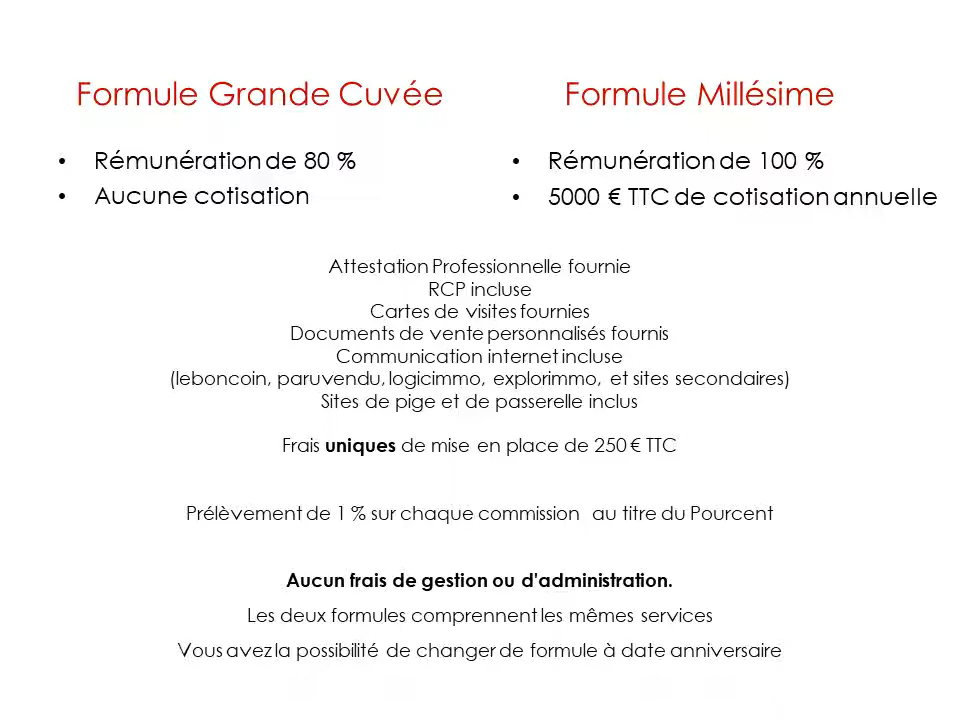 Formule Grande Cuvée
• Rémunération de 80 %
• Aucune cotisation
Formule Millésime
• Rémunération de 100 %
• 5000 € TTC de cotisation annuelle
Attestation Professionnelle fournie
RCP incluse
Cartes de visites fournies
Documents de vente personnalisés fournis
Communication internet incluse
(leboncoin, paruvendu, logicimmo, explorimmo, et sites secondaires)
Sites de pige et de passerelle inclus
Frais uniques de mise en place de 250 € TTC
Prélèvement de 1 % sur chaque commission au titre du Pourcent
Aucun frais de gestion ou d'administration.
Les deux formules comprennent les mêmes services
Vous avez la possibilité de changer de formule à date anniversaire